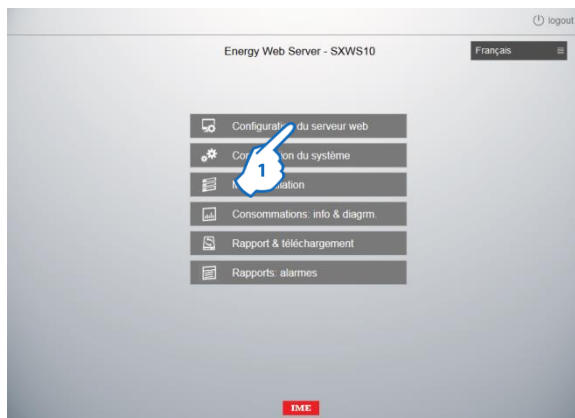 logout
Energy Web Server - SXWS10
Français
Configuration du serveur web
du système
1
Consommations: info & diagrm.
Rapport & téléchargement
Rapports: alarmes
IME